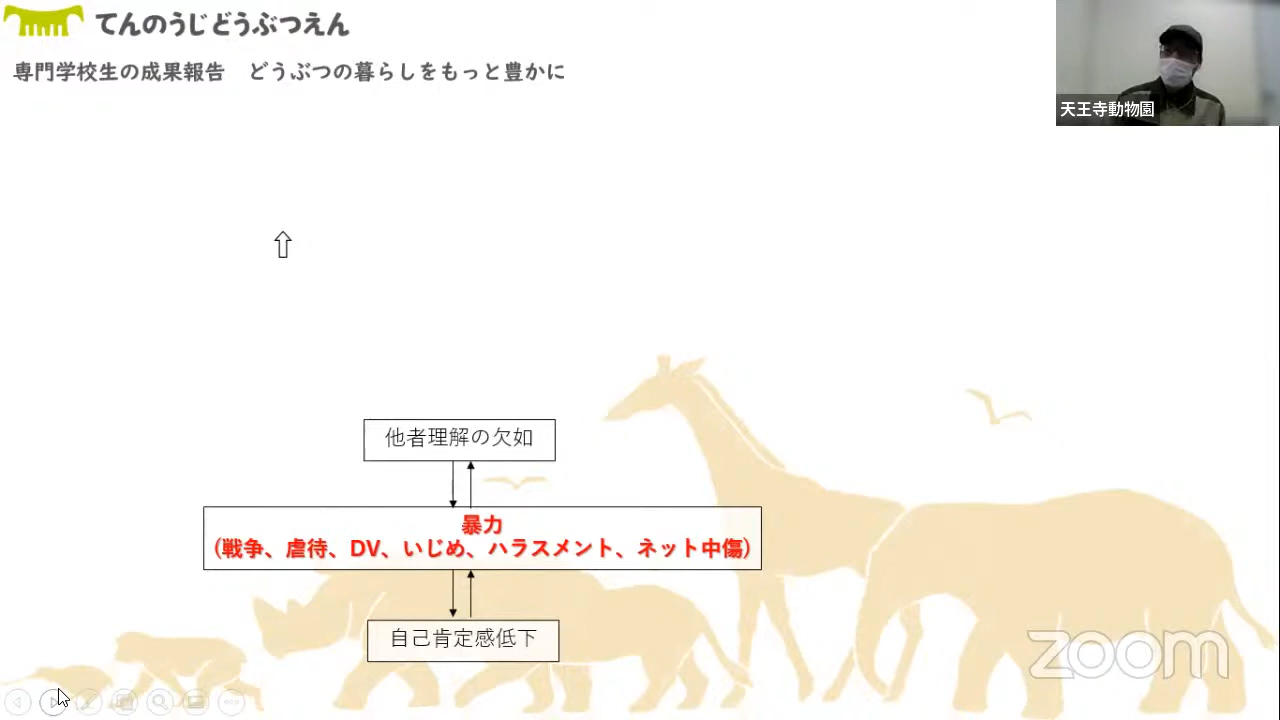 てんのうじどうぶつえん
専門学校生の成果報告　どうぶつの暮らしをもっと豊かに
天王寺動物園
他者理解の欠如
暴力
(戦争、虐待、DV、いじめ、ハラスメント、ネット中傷)
自己肯定感低下
zoom